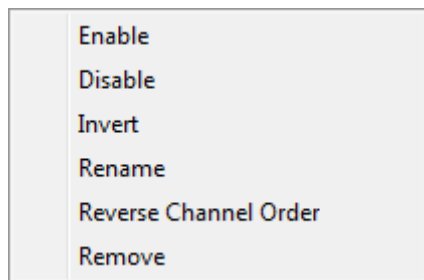 Enable
Disable
Invert
Rename
Reverse Channel Order
Remove